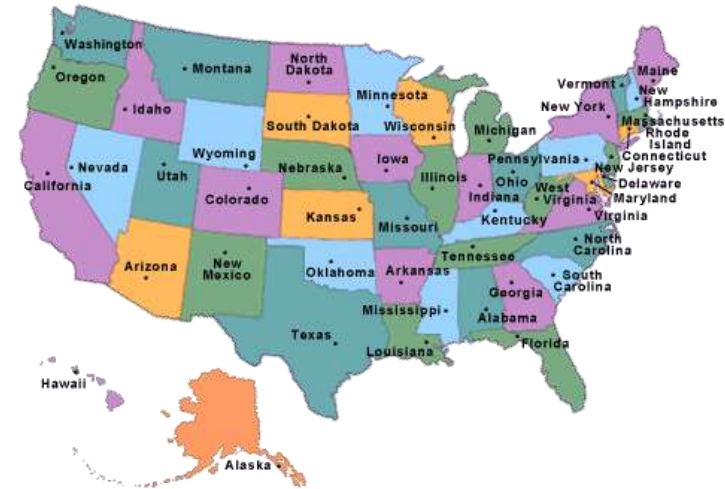 Washington
Oregon
Idaho
Montana
North
Dakota
Minnesota
South Dakota
Wisconsin
Michigan
Maine
Vermont
New
Hampshire
New York
Massachusetts
Rhode
Island
Connecticut
Pennsylvania
New Jersey
Delaware
Maryland
Wyoming
Nebraska
Iowa
Nevada
Utah
California
Colorado
Kansas
Missouri
Illinois
Indiana
Ohio
West
Virginia
Virginia
Kentucky
North
Carolina
Tennessee
South
Carolina
Arizona
New
Mexico
Oklahoma
Arkansas
Mississippi
Alabama
Georgia
Texas
Louisiana
Florida
Hawaii
Alaska